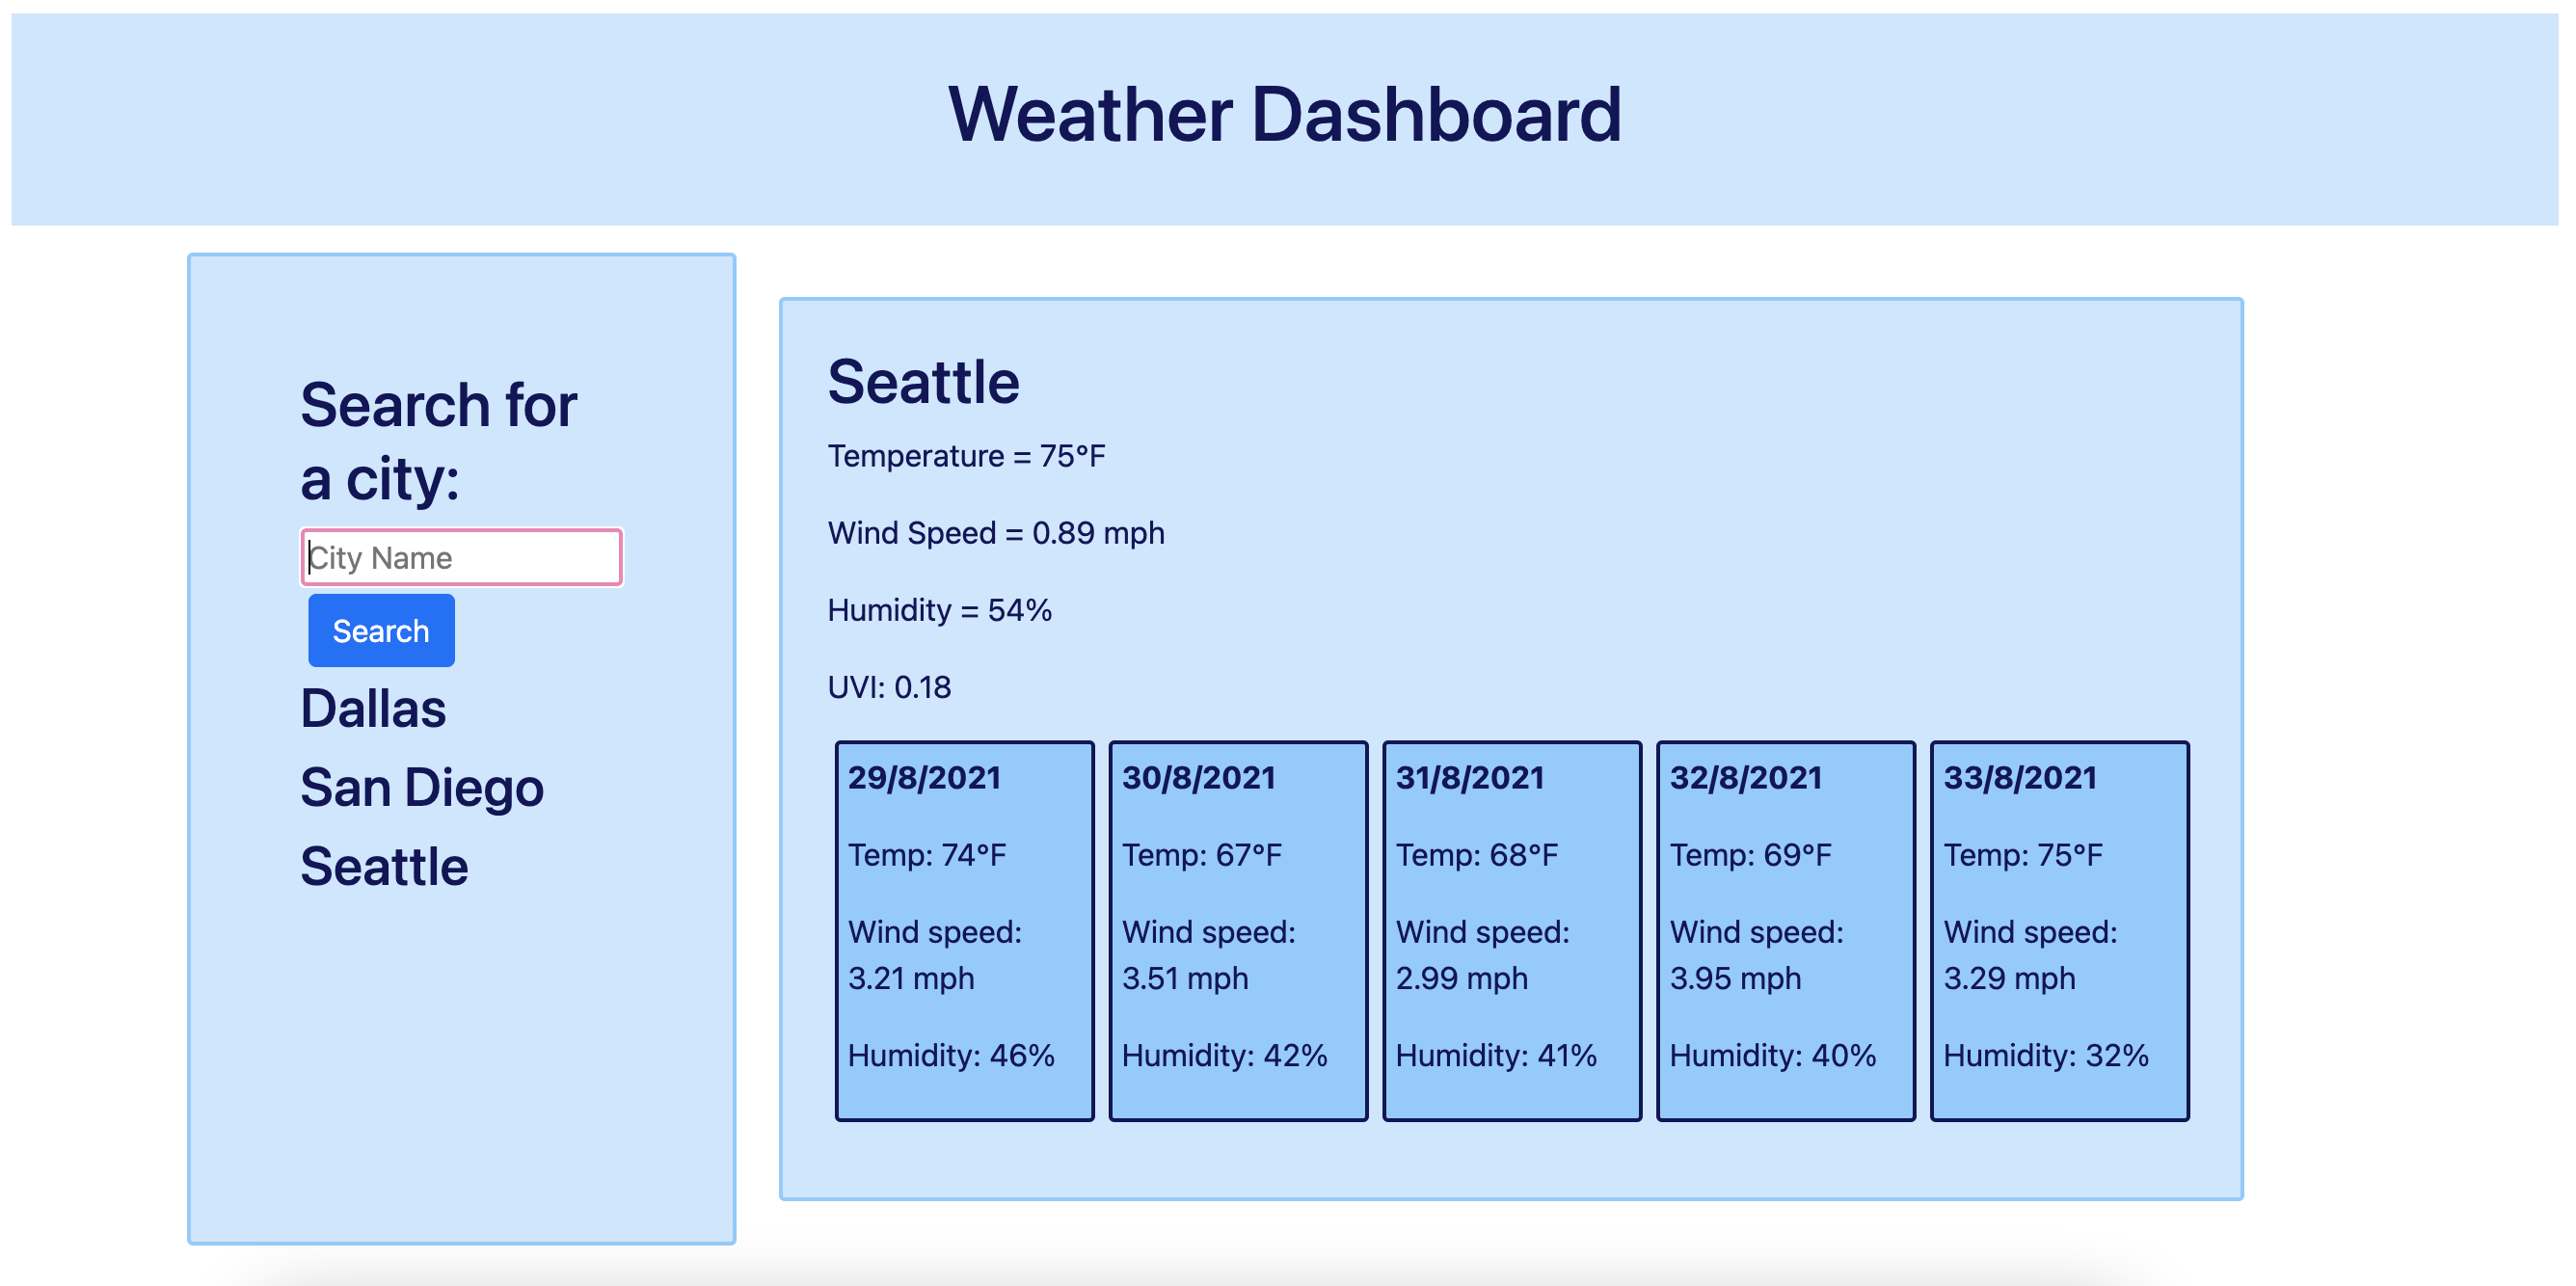 Weather Dashboard
Search for
a city:
City Name
Search
Dallas
San Diego
Seattle
Seattle
Temperature = 75°F
Wind Speed = 0.89 mph
Humidity = 54%
UVI: 0.18
29/8/2021
Temp: 74°F
Wind speed:
3.21 mph
Humidity: 46%
30/8/2021
Temp: 67°F
Wind speed:
3.51 mph
Humidity: 42%
31/8/2021
Temp: 68°F
Wind speed:
2.99 mph
Humidity: 41%
32/8/2021
Temp: 69°F
Wind speed:
3.95 mph
Humidity: 40%
33/8/2021
Temp: 75°F
Wind speed:
3.29 mph
Humidity: 32%